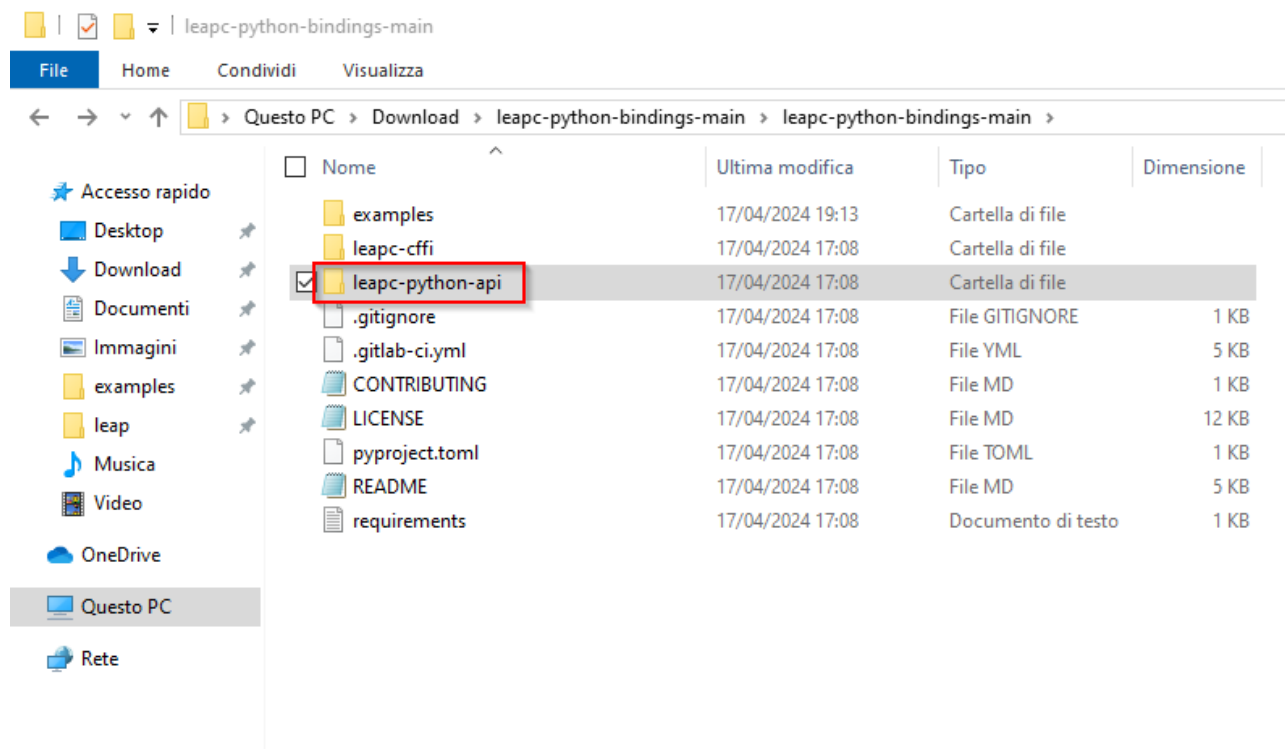 leapc-python-bindings-main
File Home Condividi Visualizza
Questo PC > Download > leapc-python-bindings-main > leapc-python-bindings-main >
Nome Ultima modifica Tipo Dimensione
Accesso rapido
Desktop
Download
Documenti
Immagini
examples
leap
Musica
Video
OneDrive
Questo PC
Rete
examples 17/04/2024 19:13 Cartella di file
leapc-cffi 17/04/2024 17:08 Cartella di file
leapc-python-api 17/04/2024 17:08 Cartella di file
.gitignore 17/04/2024 17:08 File GITIGNORE 1 KB
.gitlab-ci.yml 17/04/2024 17:08 File YML 5 KB
CONTRIBUTING 17/04/2024 17:08 File MD 1 KB
LICENSE 17/04/2024 17:08 File MD 12 KB
pyproject.toml 17/04/2024 17:08 File TOML 1 KB
README 17/04/2024 17:08 File MD 5 KB
requirements 17/04/2024 17:08 Documento di testo 1 KB